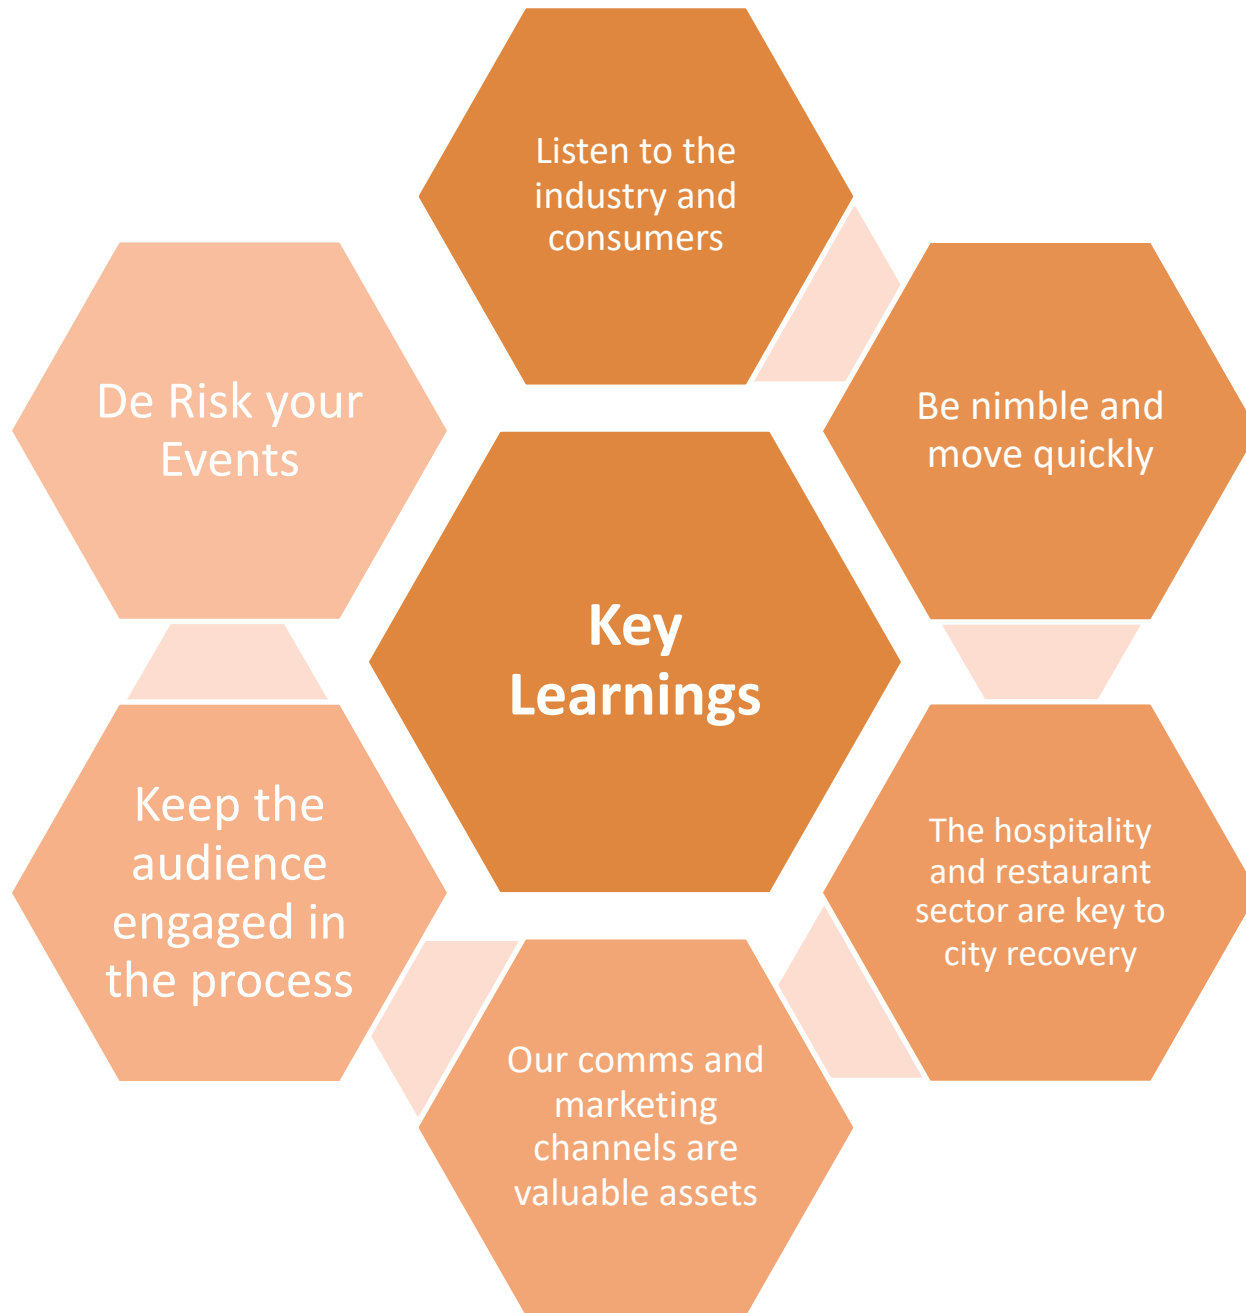 Listen to the
industry and
consumers
Be nimble and
move quickly
The hospitality
and restaurant
sector are key to
city recovery
Our comms and
marketing
channels are
valuable assets
Keep the
audience
engaged in
the process
De Risk your
Events
Key
Learnings